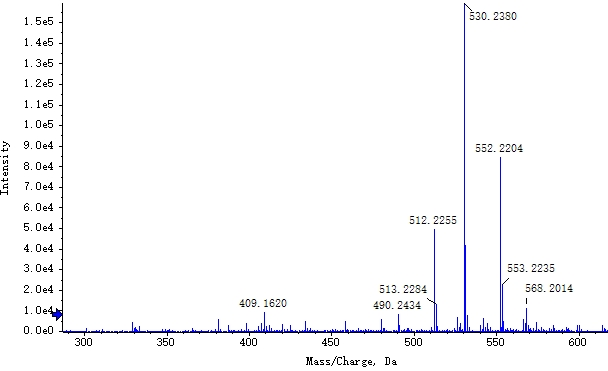 530.2380
1.5e5
1.4e5
1.3e5
1.2e5
1.1e5
1.0e5
9.0e4
552.2204
8.0e4
7.0e4
6.0e4
512.2255
5.0e4
4.0e4
3.0e4
553.2235
2.0e4
513.2284
568.2014
409.1620
490.2434
1.0e4
0.0e0
300
350
400
450
500
550
600
Intensity
Mass/Charge, Da